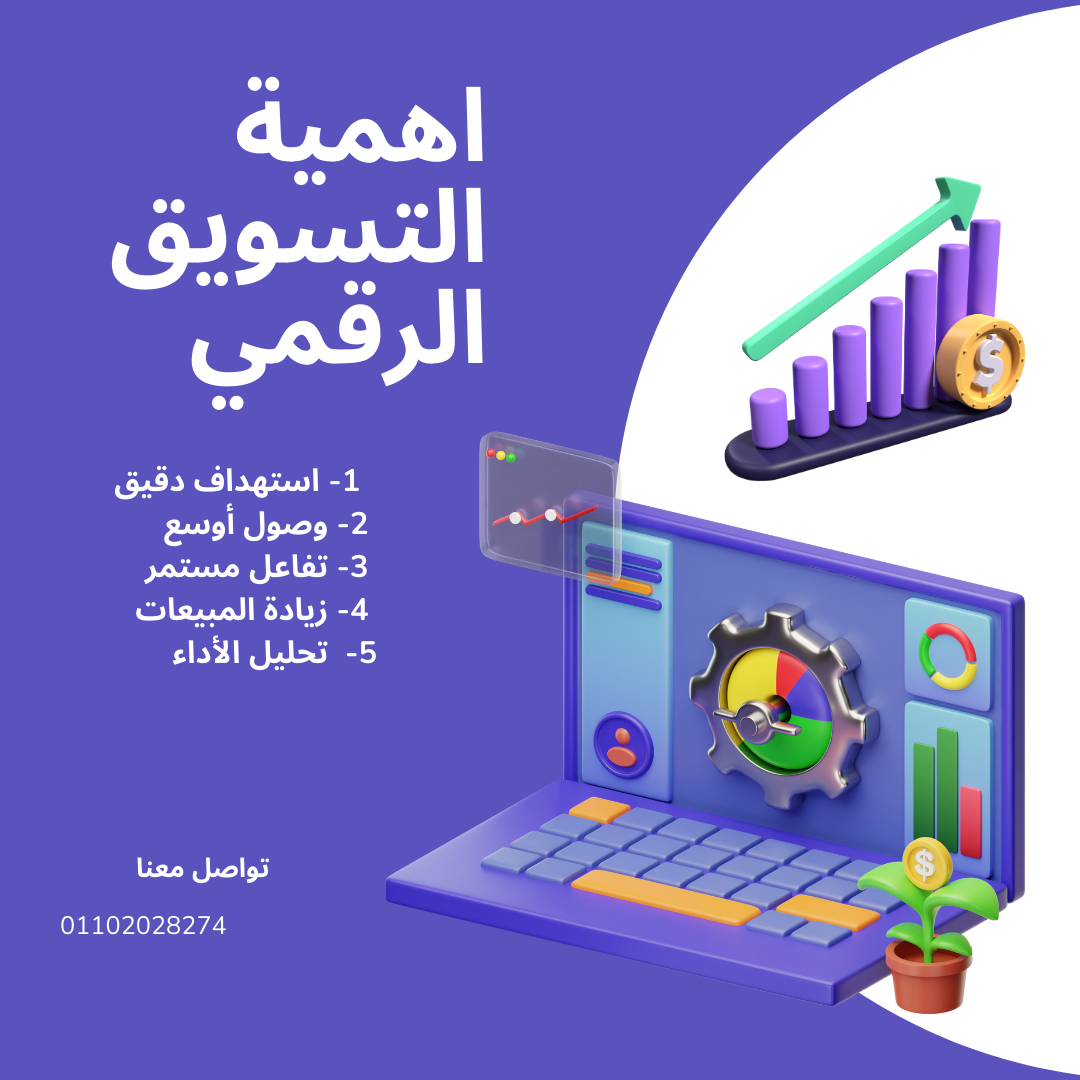 اهمية
التسويق
الرقمي
1- استهداف دقيق
2- وصول أوسع
3- تفاعل مستمر
4- زيادة المبيعات
5- تحليل الأداء
تواصل معنا
01102028274